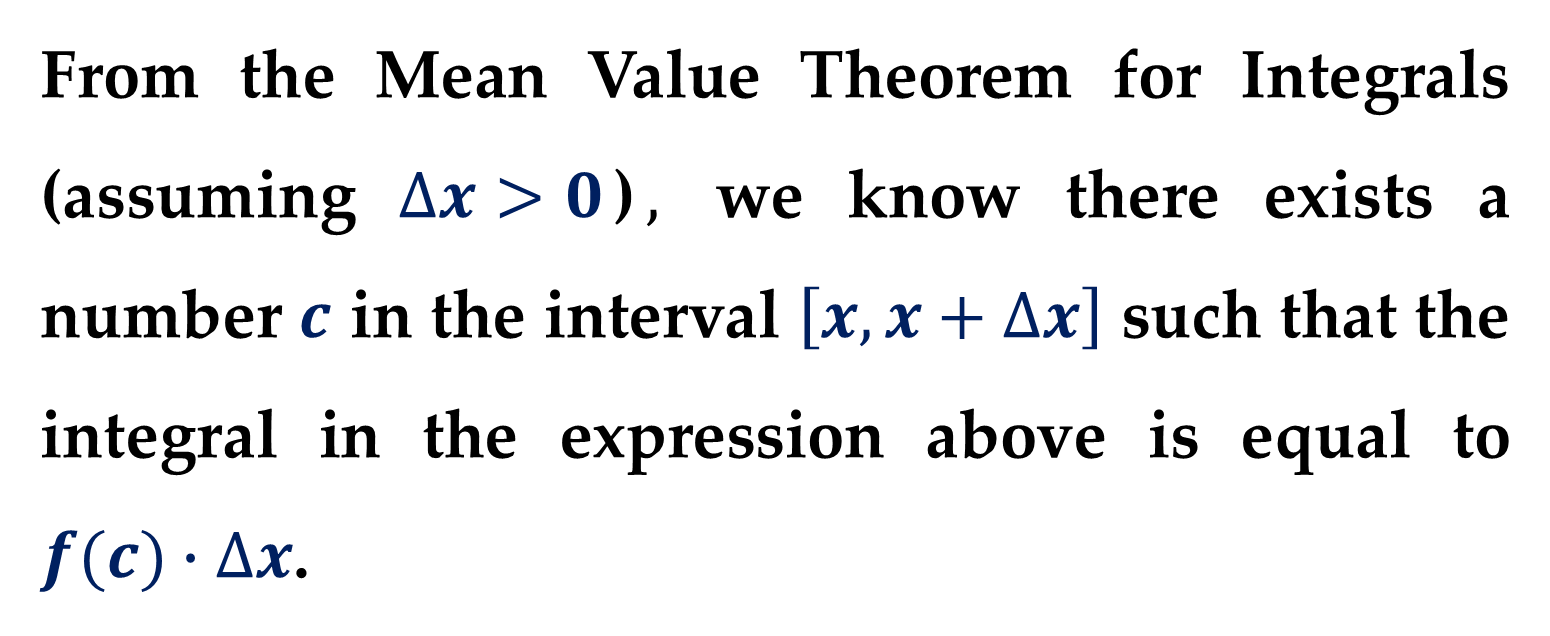 From the Mean Value Theorem for Integrals
(assuming Δx > 0), we know there exists a
number c in the interval [x, x + Δx] such that the
integral in the expression above is equal to
f(c) · Δx.